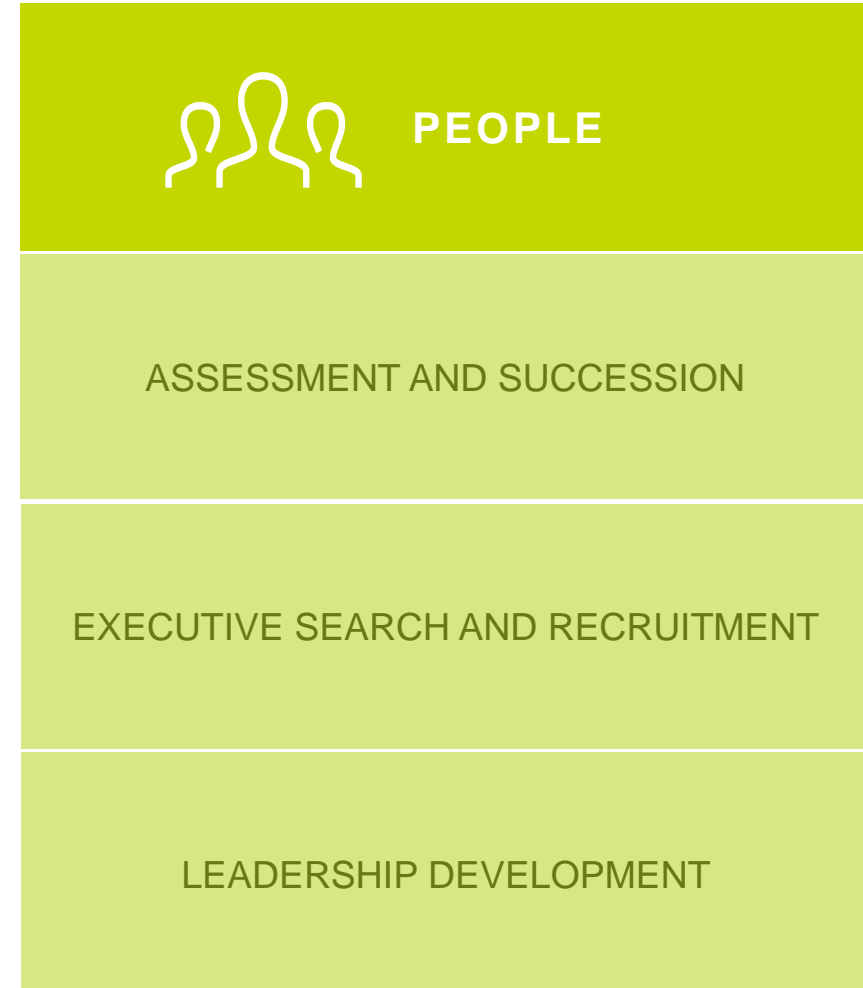 PEOPLE
ASSESSMENT AND SUCCESSION
EXECUTIVE SEARCH AND RECRUITMENT
LEADERSHIP DEVELOPMENT